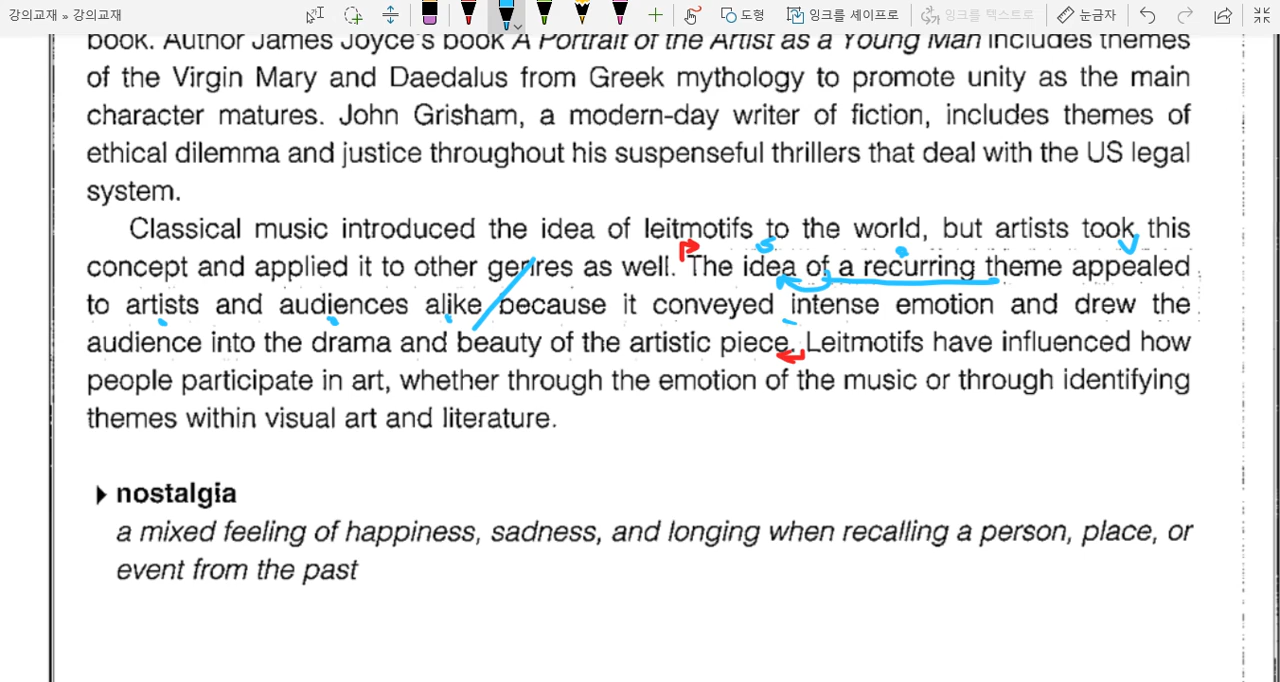 강의교재 » 강의교재 도형 잉크를 셰이프로 잉크를 텍스트로 눈금자
book. Author James Joyce's book A Portrait of the Artist as a Young Man includes themes
of the Virgin Mary and Daedalus from Greek mythology to promote unity as the main
character matures. John Grisham, a modern-day writer of fiction, includes themes of
ethical dilemma and justice throughout his suspenseful thrillers that deal with the US legal
system.
Classical music introduced the idea of leitmotifs to the world, but artists took this
concept and applied it to other genres as well. The idea of a recurring theme appealed
to artists and audiences alike because it conveyed intense emotion and drew the
audience into the drama and beauty of the artistic piece. Leitmotifs have influenced how
people participate in art, whether through the emotion of the music or through identifying
themes within visual art and literature.
▶ nostalgia
a mixed feeling of happiness, sadness, and longing when recalling a person, place, or
event from the past